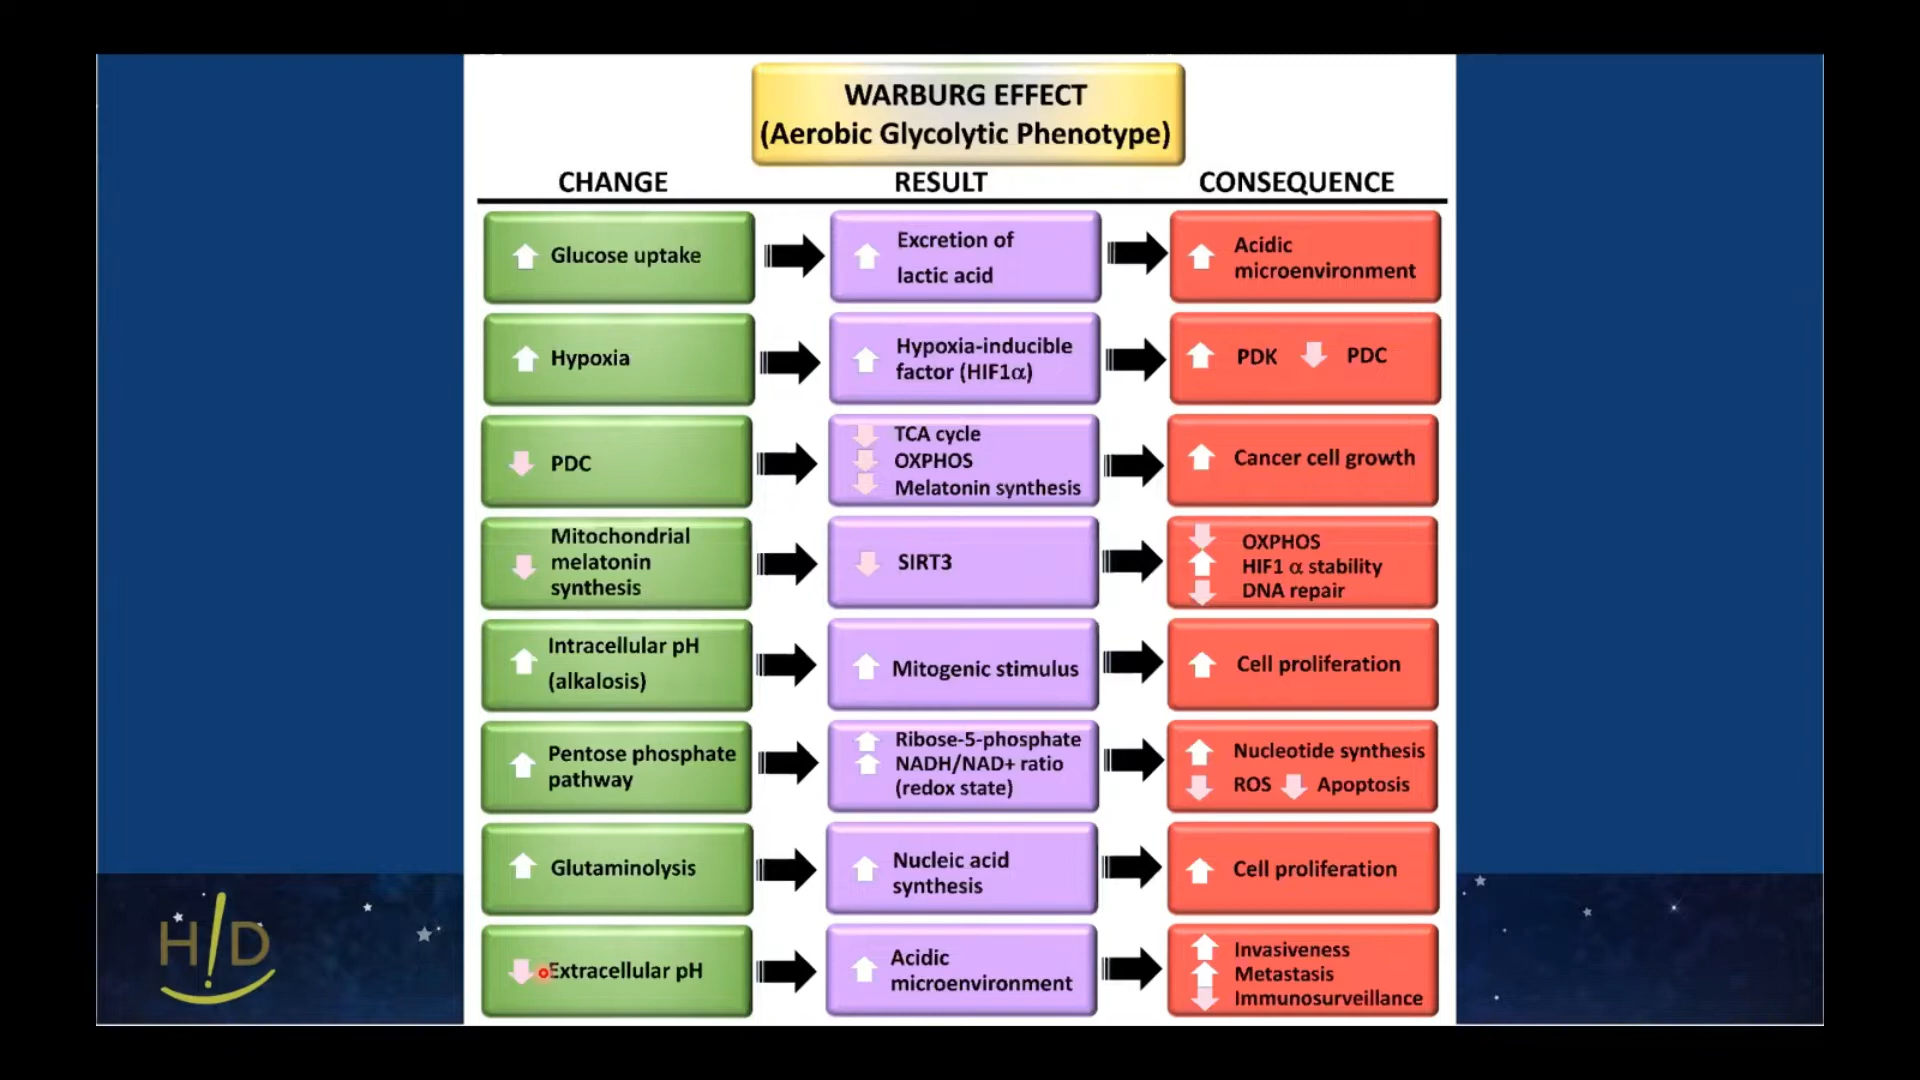 WARBURG EFFECT
(Aerobic Glycolytic Phenotype)
CHANGE
RESULT
CONSEQUENCE
Glucose uptake
Excretion of
lactic acid
Acidic
microenvironment
Hypoxia
Hypoxia-inducible
factor (HIF1α)
PDK PDC
PDC
TCA cycle
OXPHOS
Melatonin synthesis
Cancer cell growth
Mitochondrial
melatonin
synthesis
SIRT3
OXPHOS
HIF1 α stability
DNA repair
Intracellular pH
(alkalosis)
Mitogenic stimulus
Cell proliferation
Pentose phosphate
pathway
Ribose-5-phosphate
NADH/NAD+ ratio
(redox state)
Nucleotide synthesis
ROS Apoptosis
Glutaminolysis
Nucleic acid
synthesis
Cell proliferation
Extracellular pH
Acidic
microenvironment
Invasiveness
Metastasis
Immunosurveillance
H!D